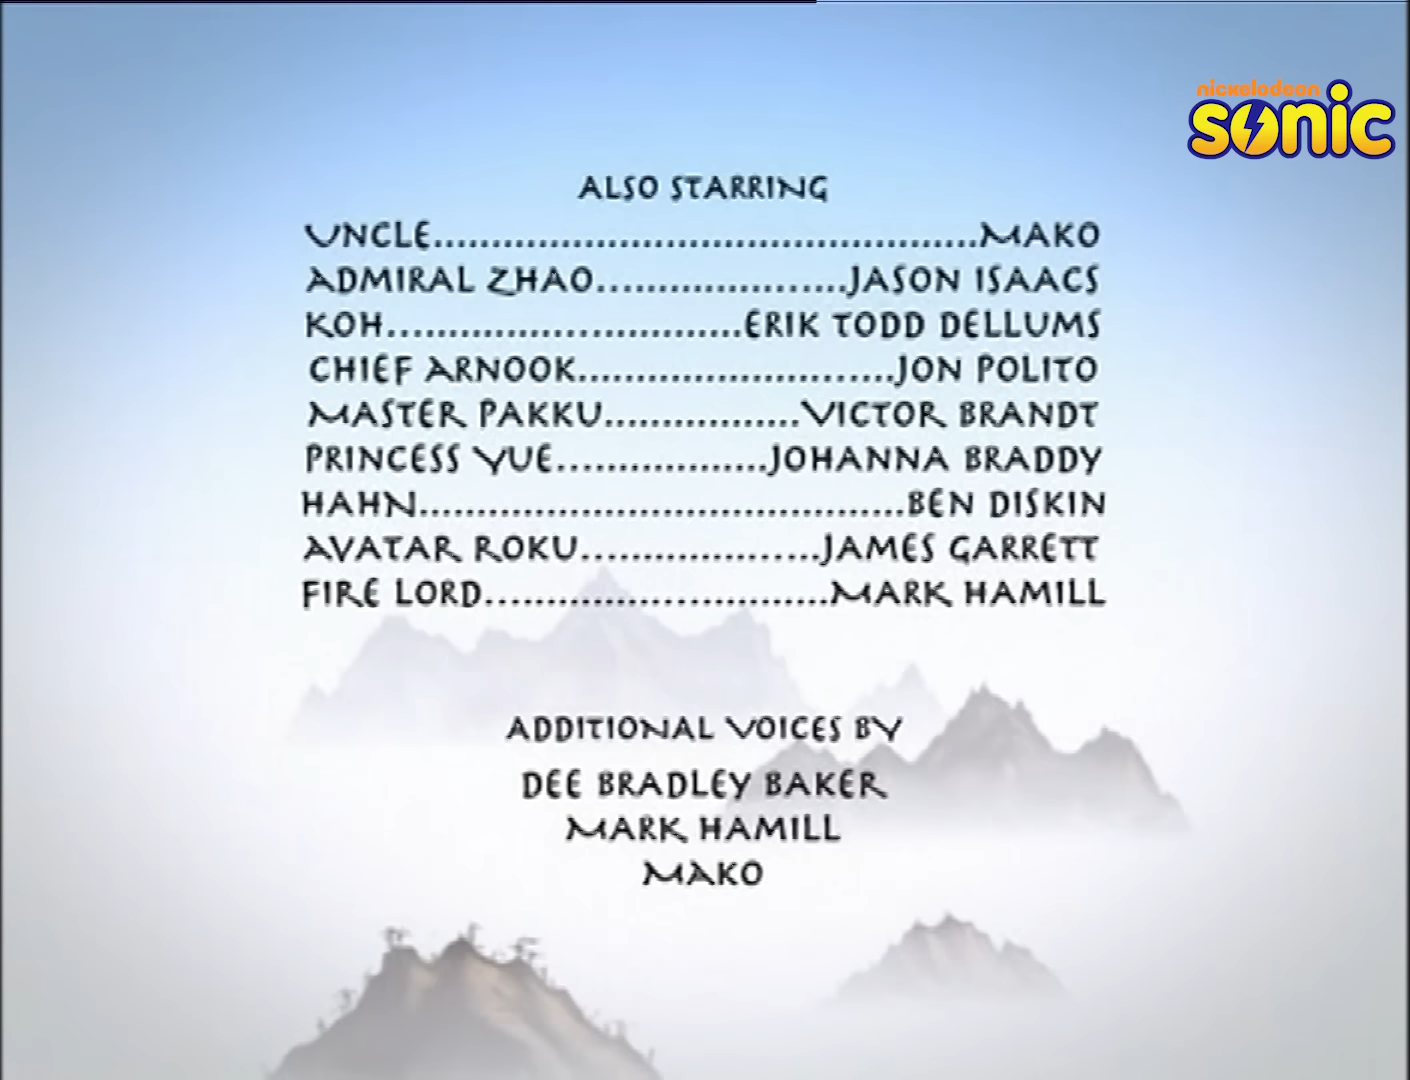 nickelodeon
sonic
ALSO STARRING
UNCLE...............................................MAKO
ADMIRAL ZHAO.....................JASON ISAACS
KOH..............................ERIK TODD DELLUMS
CHIEF ARNOOK...........................JON POLITO
MASTER PAKKU.................VICTOR BRANDT
PRINCESS YUE..................JOHANNA BRADDY
HAHN..........................................BEN DISKIN
AVATAR ROKU....................JAMES GARRETT
FIRE LORD.............................MARK HAMILL
ADDITIONAL VOICES BY
DEE BRADLEY BAKER
MARK HAMILL
MAKO